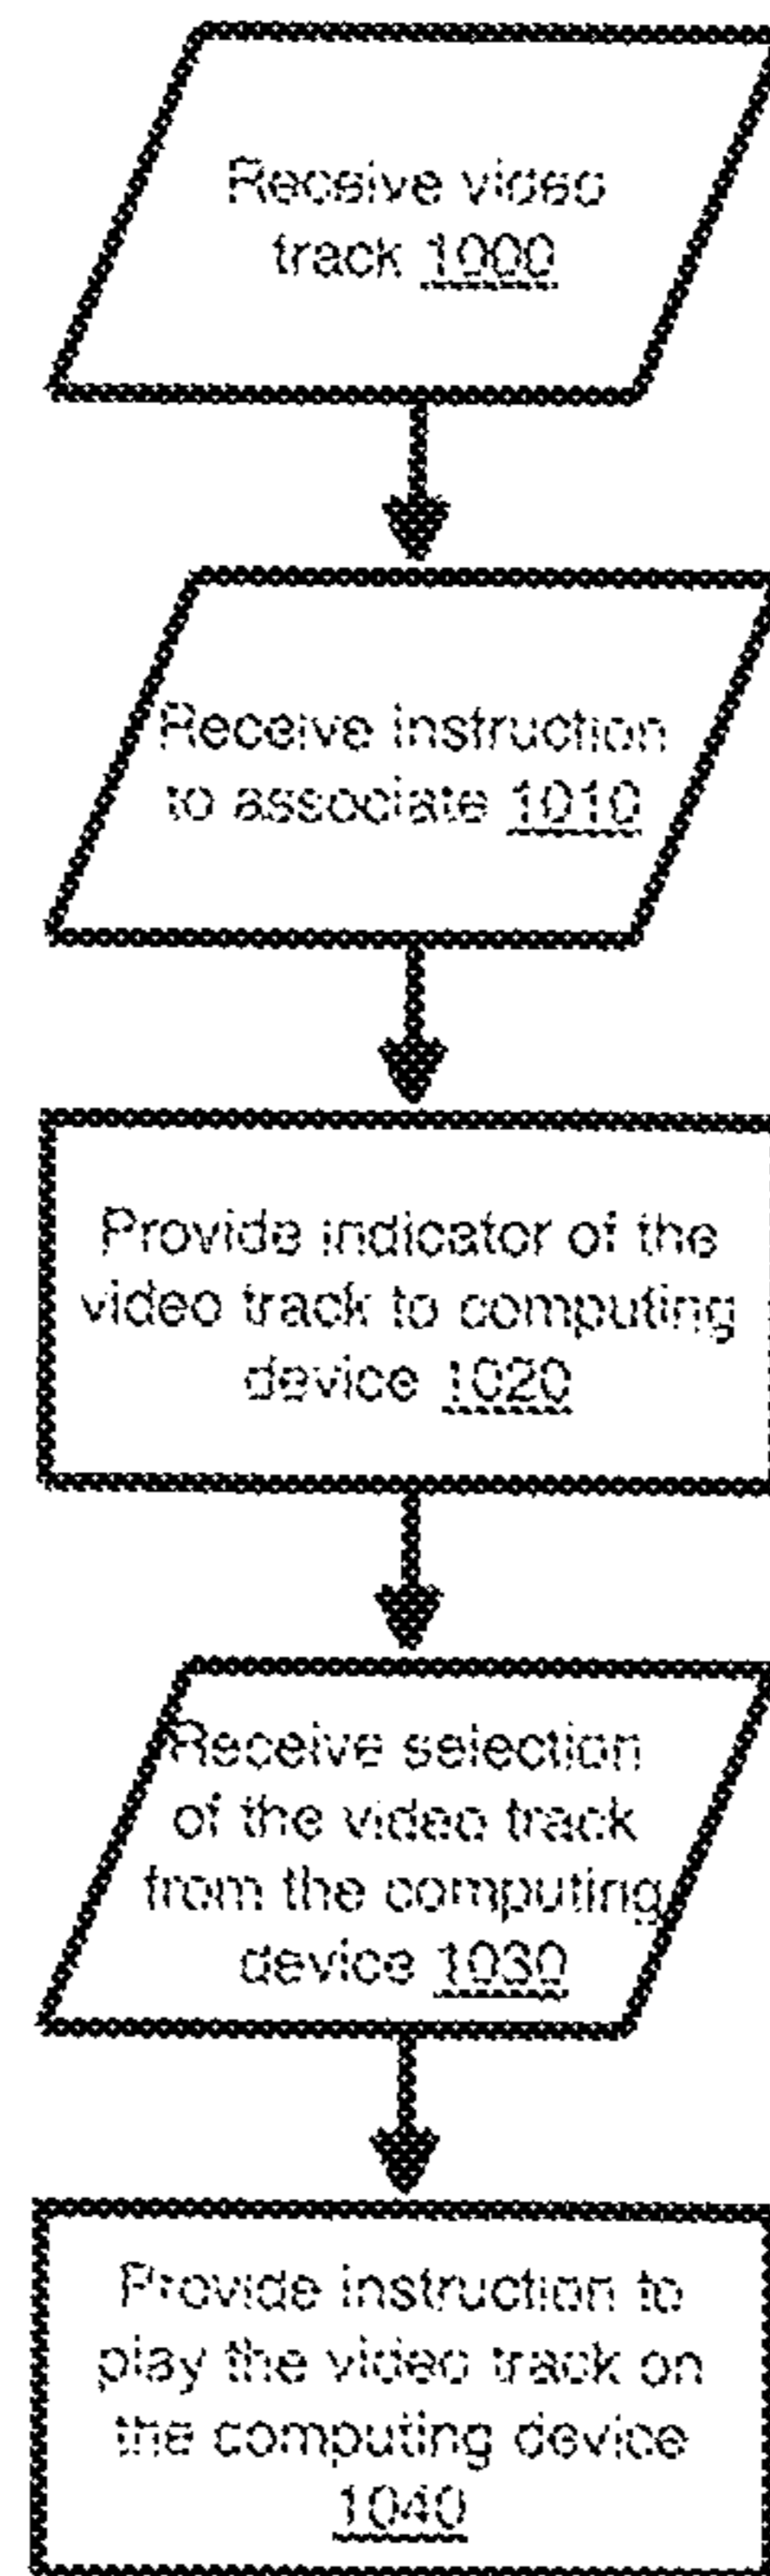 Receive video
track 1000
Receive instruction
to associate 1010
Provide indicator of the
video track to computing
device 1020
Receive selection
of the video track
from the computing
device 1030
Provide instruction to
play the video track on
the computing device
1040